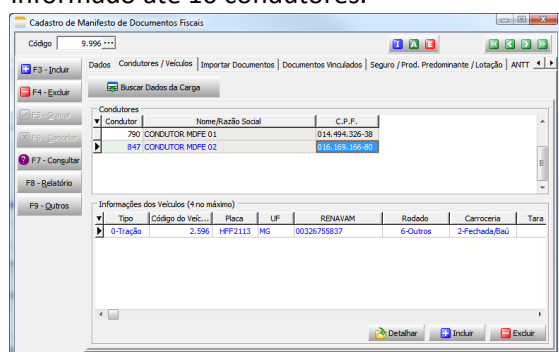 informado até 10 condutores.
Cadastro de Manifesto de Documentos Fiscais
Código 9.996 ...
I A E
F3 - Incluir
F4 - Excluir
F5 - Gravar
F6 - Cancelar
F7 - Consultar
F8 - Relatório
F9 - Outros
Dados Condutores / Veículos Importar Documentos Documentos Vinculados Seguro / Prod. Predominante / Lotação ANTT
Buscar Dados da Carga
Condutores
Condutor Nome/Razão Social C.P.F.
790 CONDUTOR MDFE 01 014.494.326-38
847 CONDUTOR MDFE 02 016.169.166-80
Informações dos Veículos (4 no máximo)
Tipo Código do Veíc... Placa UF RENAVAM Rodado Carroceria Tara
0-Tração 2.596 HFF2113 MG 00326755837 6-Outros 2-Fechada/Baú
Detalhar Incluir Excluir